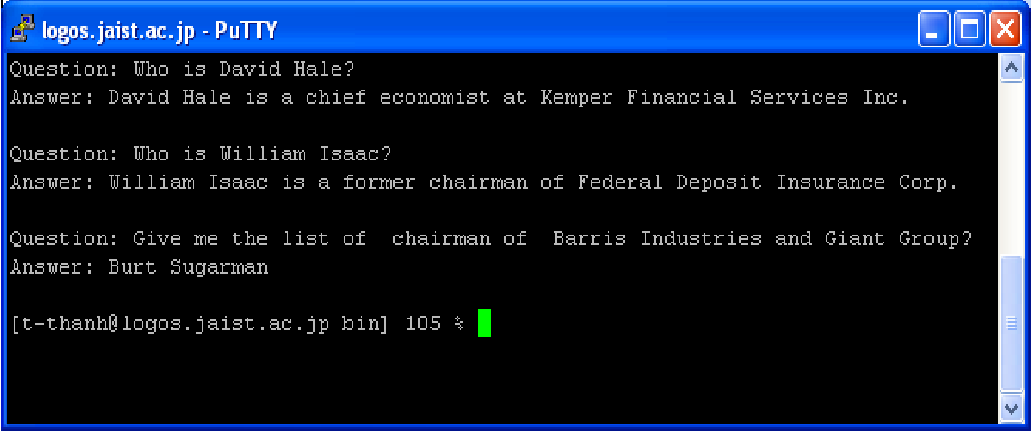 logos.jaist.ac.jp - PuTTY
Question: Who is David Hale?
Answer: David Hale is a chief economist at Kemper Financial Services Inc.
Question: Who is William Isaac?
Answer: William Isaac is a former chairman of Federal Deposit Insurance Corp.
Question: Give me the list of  chairman of  Barris Industries and Giant Group?
Answer: Burt Sugarman
[t-thanh@logos.jaist.ac.jp bin] 105 %